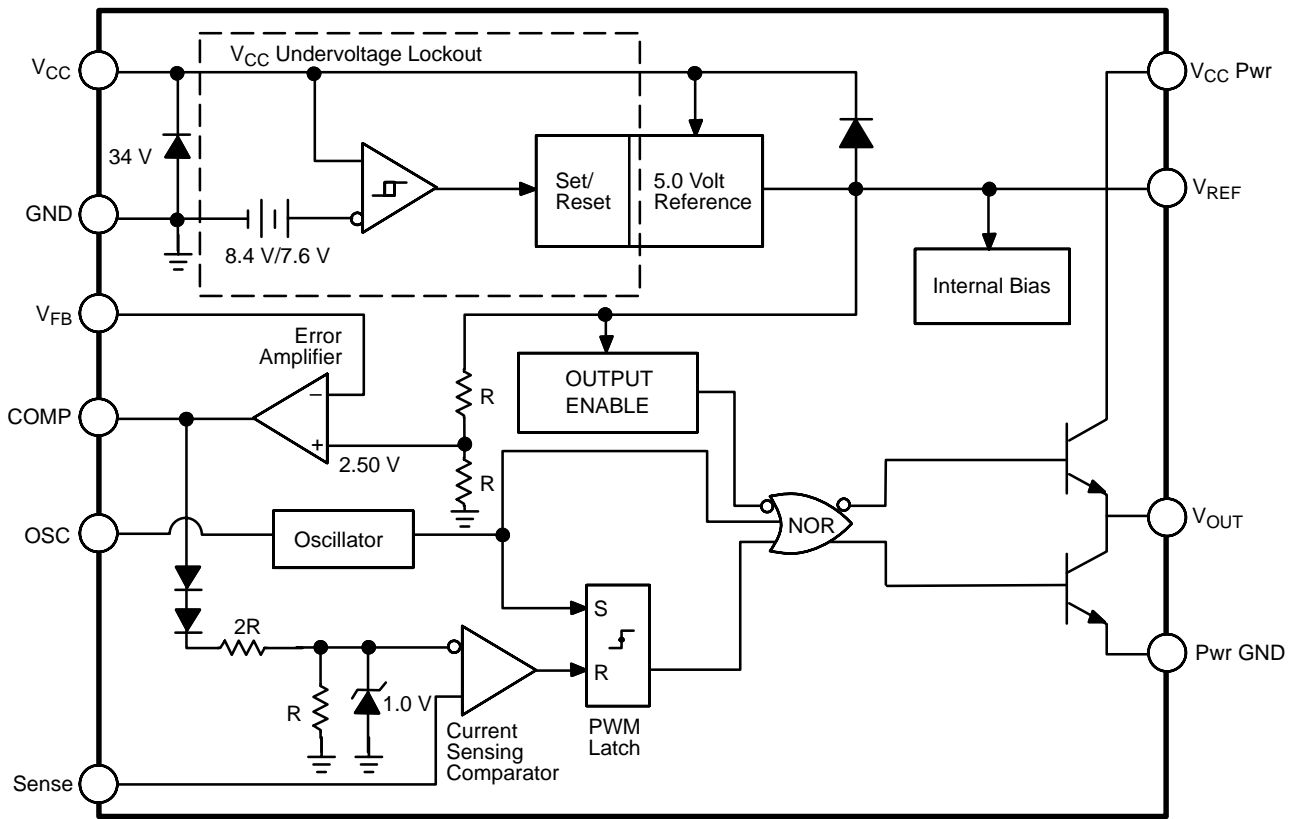 V_CC Undervoltage Lockout
V_CC
V_CC Pwr
34 V
Set/
Reset
5.0 Volt
Reference
V_REF
GND
8.4 V/7.6 V
Internal Bias
V_FB
Error
Amplifier
OUTPUT
ENABLE
–
R
COMP
+
2.50 V
R
NOR
V_OUT
OSC
Oscillator
S
2R
R
Pwr GND
R
1.0 V
Current
Sensing
Comparator
PWM
Latch
Sense